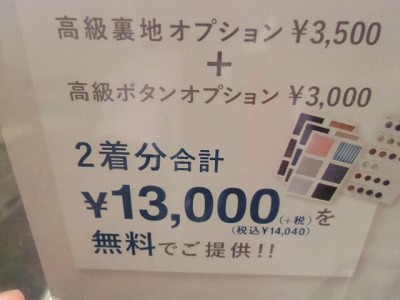 高級裏地オプション ¥3,500
+
高級ボタンオプション ¥3,000
2着分合計
¥13,000(+税)を
(税込¥14,040)
無料でご提供!!